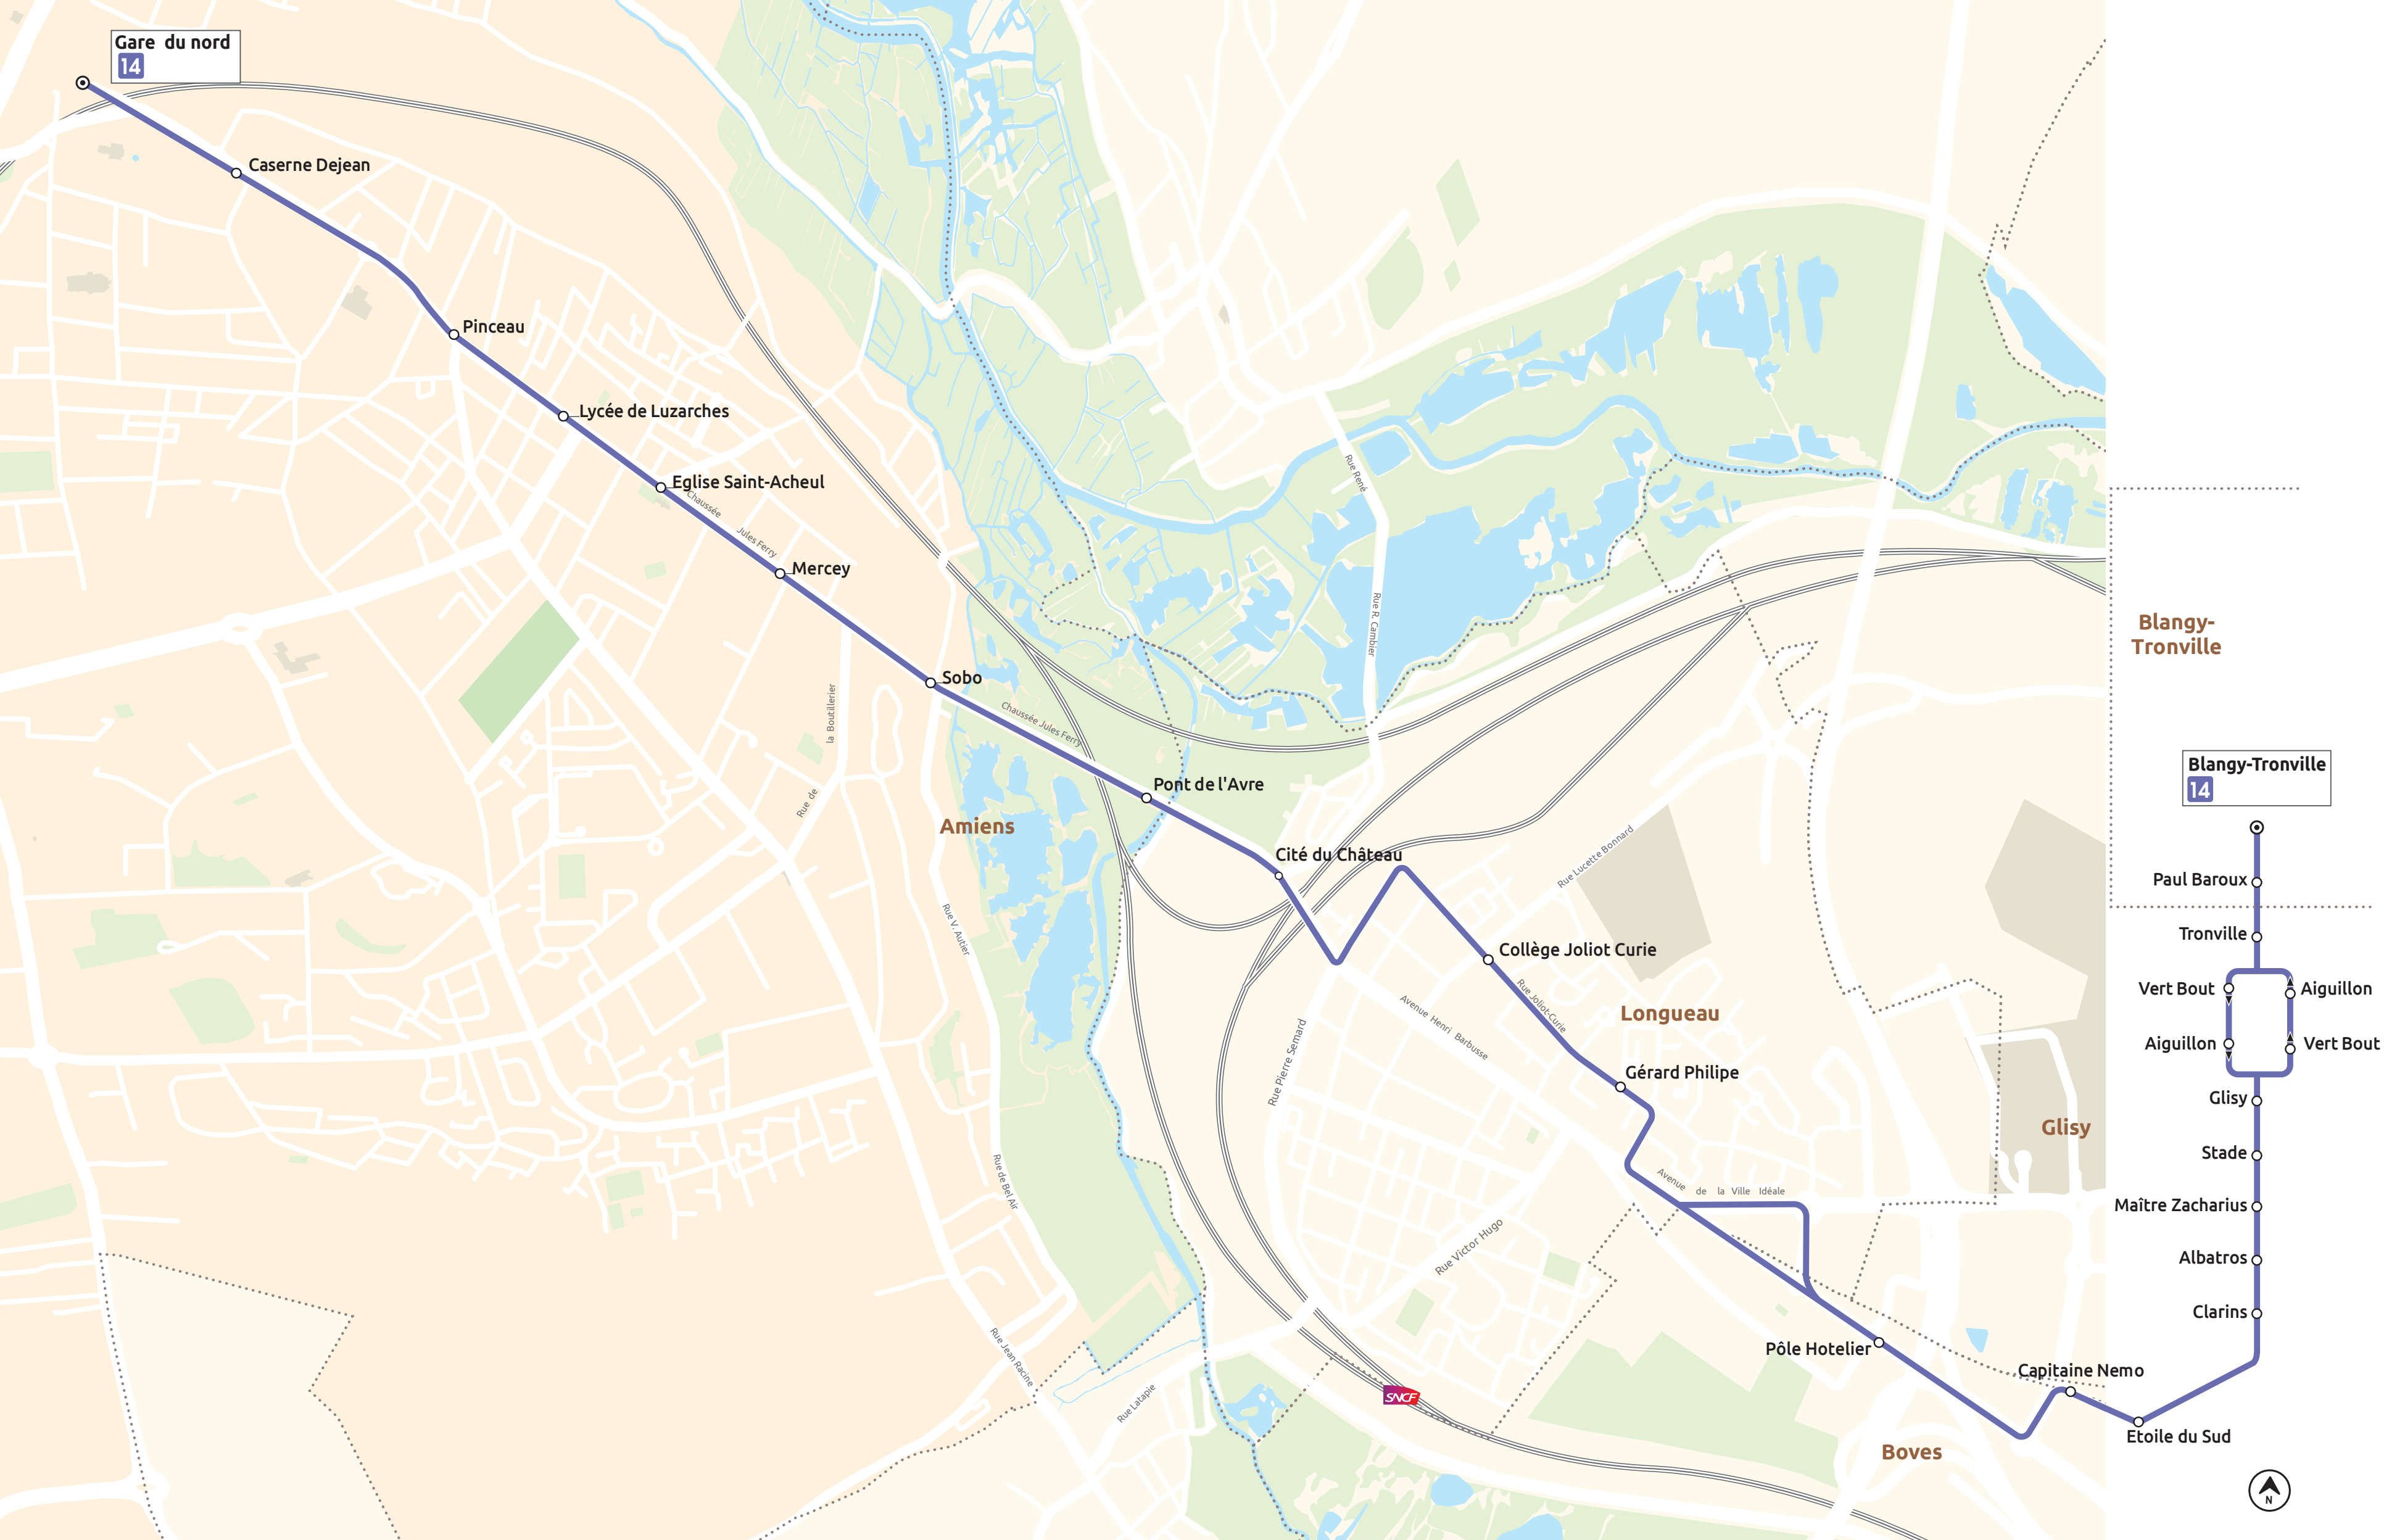 Gare du nord
14
Caserne Dejean
Pinceau
Lycée de Luzarches
Eglise Saint-Acheul
Chaussée Jules Ferry
Mercey
Sobo
Chaussée Jules Ferry
Rue de la Boutillerier
Amiens
Pont de l'Avre
Cité du Château
Rue René
Rue R. Cambier
Rue Lucette Bonnard
Collège Joliot Curie
Rue Joliot-Curie
Longueau
Avenue Henri Barbusse
Rue Pierre Semard
Rue V. Autier
Gérard Philipe
Avenue de la Ville Idéale
Rue Victor Hugo
Rue de Bel Air
Rue Jean Racine
Rue Latapie
SNCF
Pôle Hotelier
Capitaine Nemo
Boves
Glisy
Etoile du Sud
Blangy-
Tronville
Blangy-Tronville
14
Paul Baroux
Tronville
Vert Bout
Aiguillon
Aiguillon
Vert Bout
Glisy
Stade
Maître Zacharius
Albatros
Clarins
N